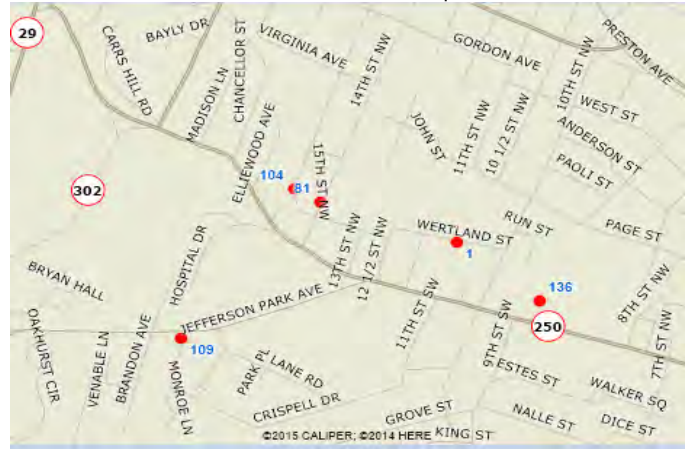 29
BAYLY DR
CARRS HILL RD
MADISON LN
CHANCELLOR ST
VIRGINIA AVE
14TH ST NW
GORDON AVE
PRESTON AVE
10TH ST NW
WEST ST
ANDERSON ST
PAOLI ST
JOHN ST
11TH ST NW
10 1/2 ST NW
ELLIEWOOD AVE
104
81
15TH ST NW
302
RUN ST
PAGE ST
WERTLAND ST
1
HOSPITAL DR
13TH ST NW
12 1/2 ST NW
BRYAN HALL
136
8TH ST NW
7TH ST NW
JEFFERSON PARK AVE
250
11TH ST SW
9TH ST SW
OAKHURST CIR
VENABLE LN
BRANDON AVE
109
MONROE LN
PARK PL
LANE RD
ESTES ST
WALKER SQ
CRISPELL DR
GROVE ST
NALLE ST
DICE ST
KING ST
©2015 CALIPER; ©2014 HERE